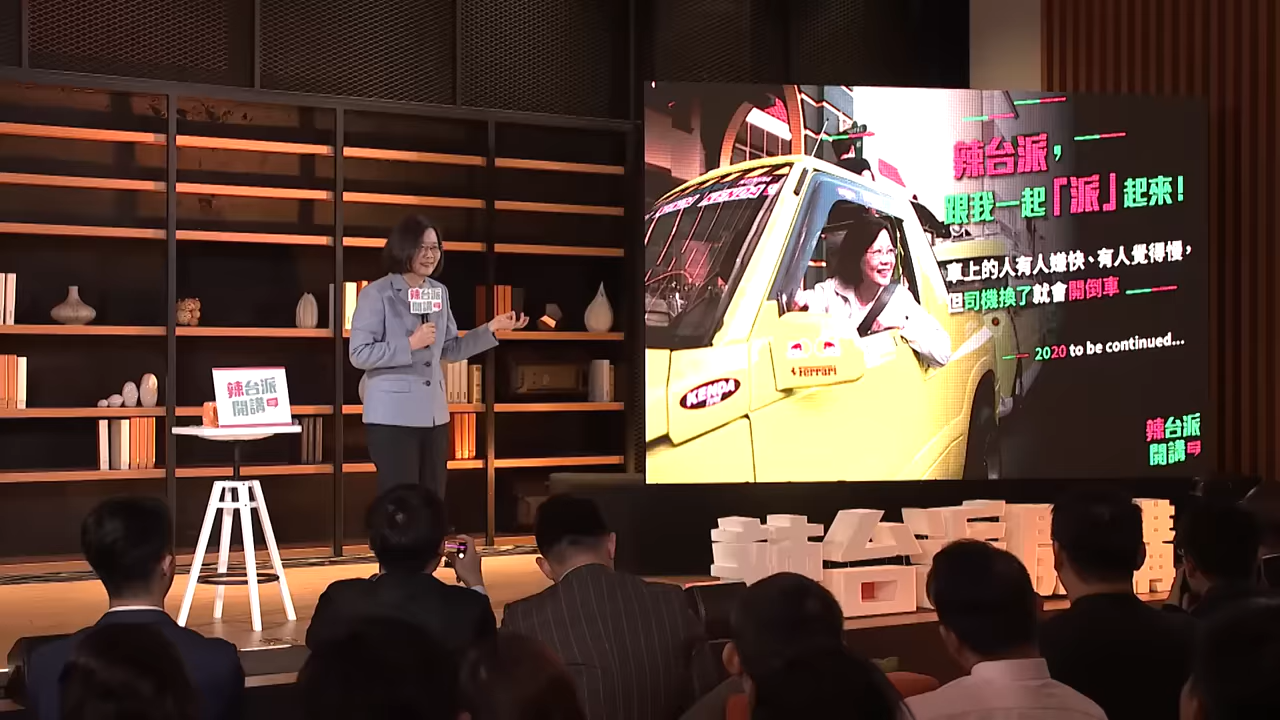 辣台派,
跟我一起「派」起來!
車上的人有人嫌快、有人覺得慢,
但司機換了就會開倒車
2020 to be continued...
辣台派
開講
辣台派
開講
辣台派
開講
KENDA
Ferrari
辣台派開講